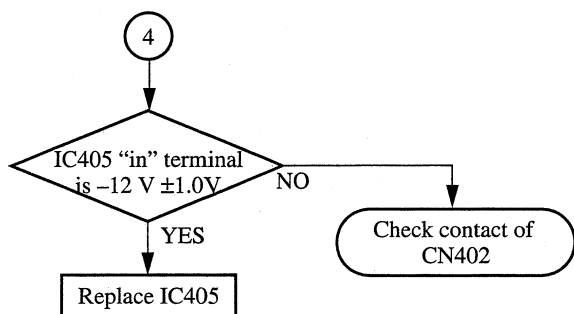 4
IC405 “in” terminal
is –12 V ±1.0V
NO
YES
Check contact of
CN402
Replace IC405